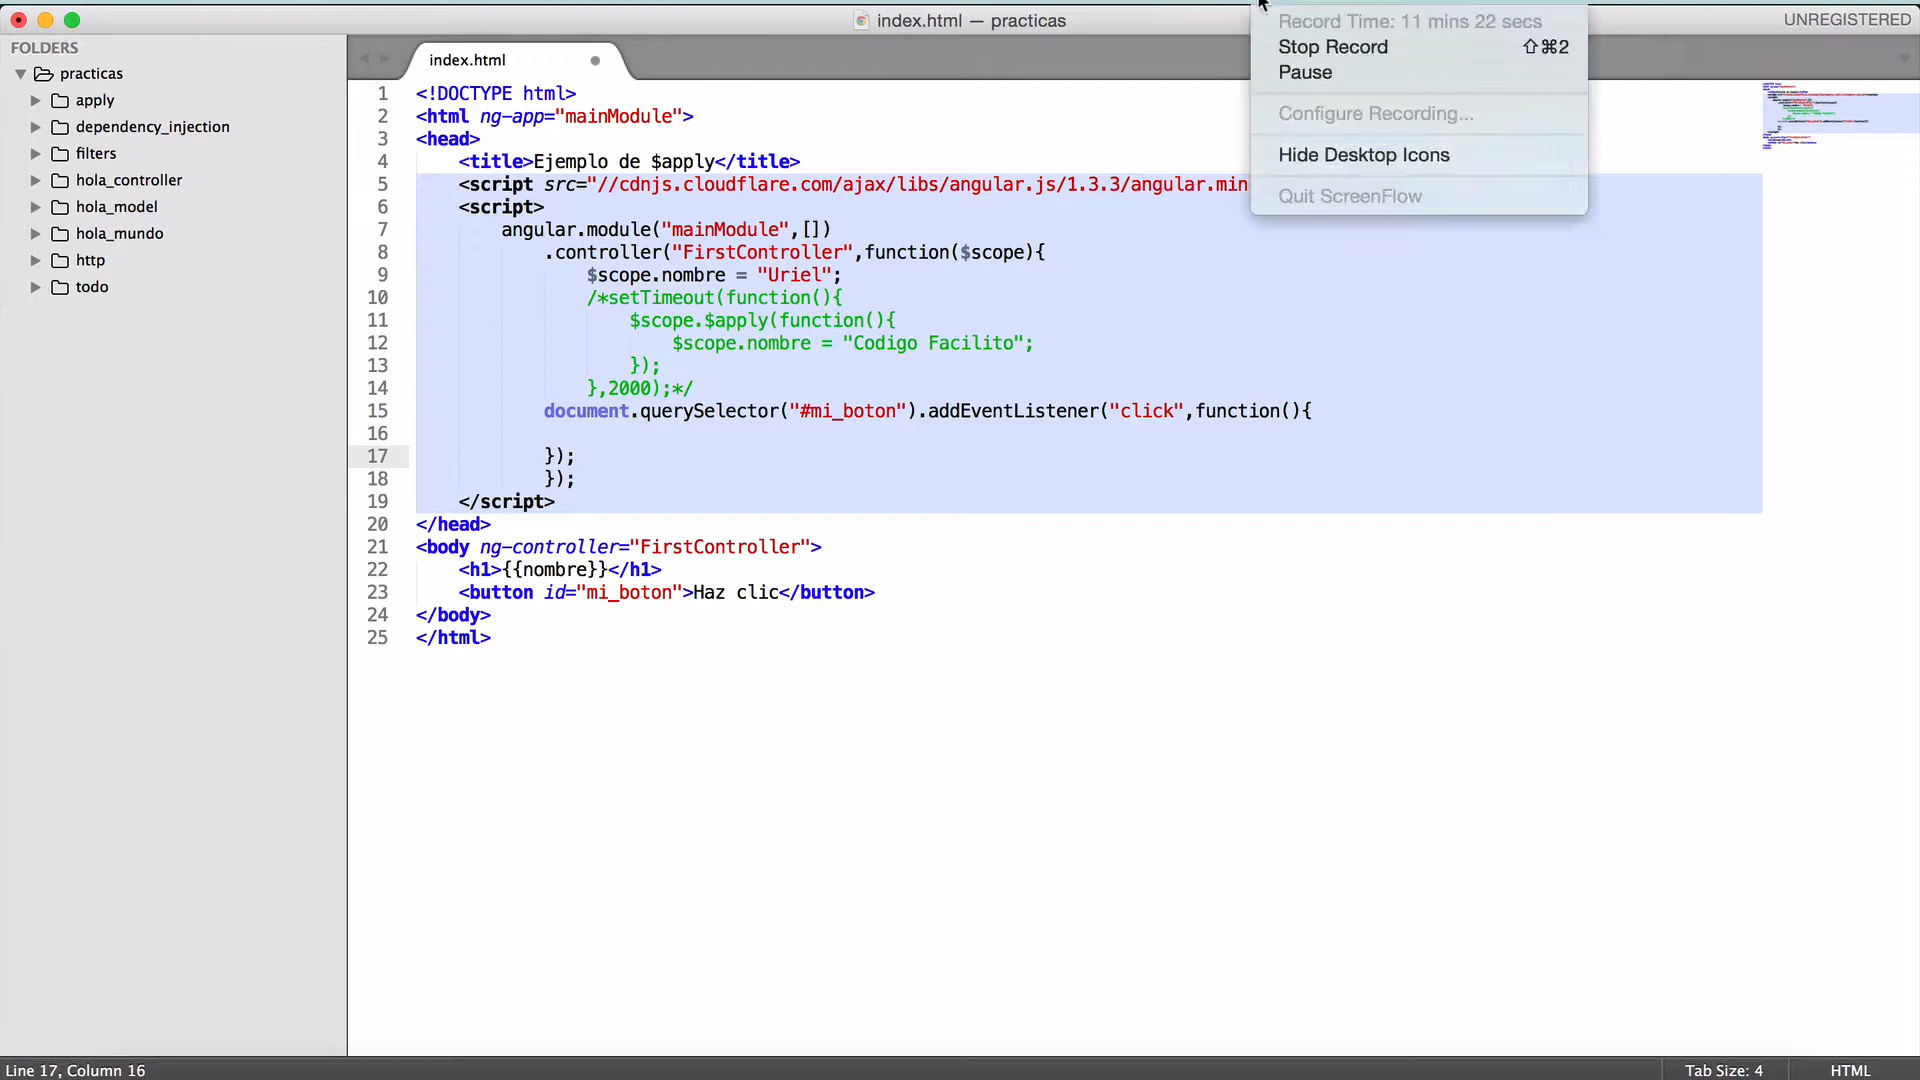 index.html — practicas
UNREGISTERED
Record Time: 11 mins 22 secs
Stop Record ⇧⌘2
Pause
Configure Recording...
Hide Desktop Icons
Quit ScreenFlow
FOLDERS
practicas
apply
dependency_injection
filters
hola_controller
hola_model
hola_mundo
http
todo
index.html
1 <!DOCTYPE html>
2 <html ng-app="mainModule">
3 <head>
4 <title>Ejemplo de $apply</title>
5 <script src="//cdnjs.cloudflare.com/ajax/libs/angular.js/1.3.3/angular.min
6 <script>
7 angular.module("mainModule",[])
8 .controller("FirstController",function($scope){
9 $scope.nombre = "Uriel";
10 /*setTimeout(function(){
11 $scope.$apply(function(){
12 $scope.nombre = "Codigo Facilito";
13 });
14 },2000);*/
15 document.querySelector("#mi_boton").addEventListener("click",function(){
16
17 });
18 });
19 </script>
20 </head>
21 <body ng-controller="FirstController">
22 <h1>{{nombre}}</h1>
23 <button id="mi_boton">Haz clic</button>
24 </body>
25 </html>
Line 17, Column 16
Tab Size: 4
HTML